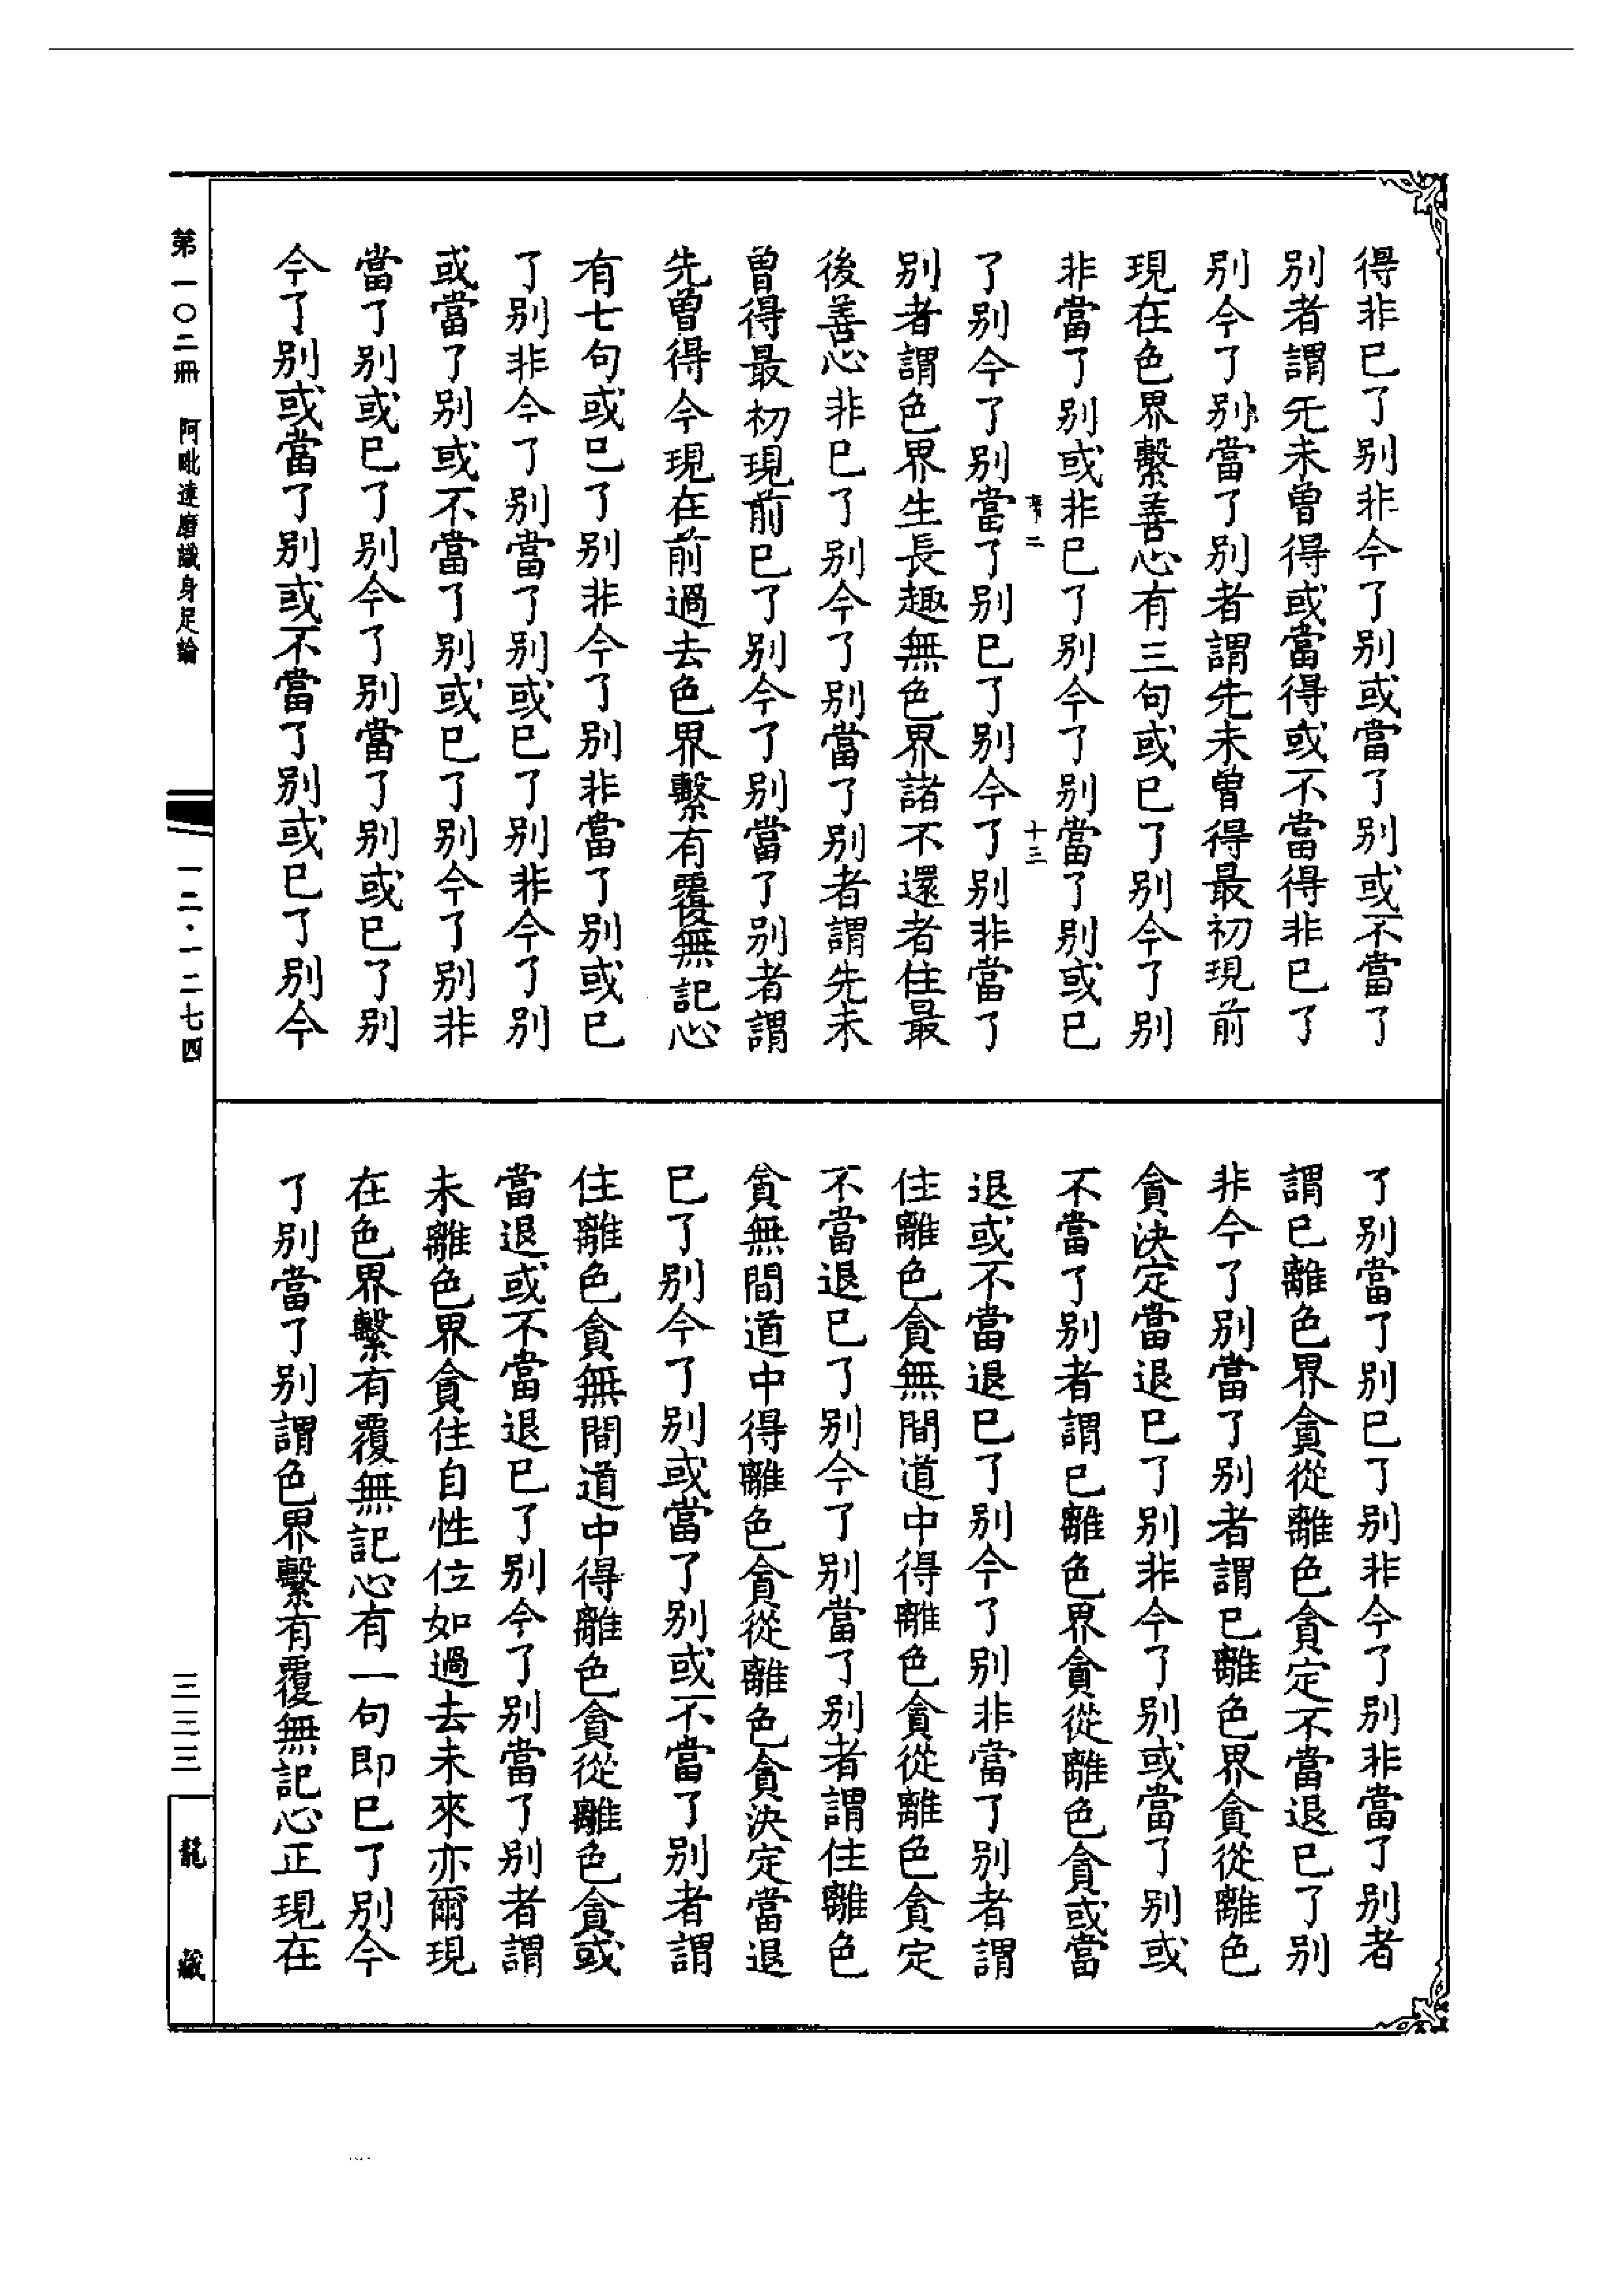 得非已了別非今了別或當了別或不當了
別者謂先未曾得或當得或不當得非已了
別今了別當了別者謂先未曾得最初現前
現在色界繫善心有三句或已了別今了別
非當了別或非已了別今了別當了別或已
十三
了別今了別當了別已了別今了別非當了
別者謂色界生長趣無色界諸不還者住最
後善心非已了別今了別當了別者謂先未
曾得最初現前已了別今了別當了別者謂
先曾得今現在前過去色界繫有覆無記心
有七句或已了別非今了別非當了別或已
了別非今了別當了別或已了別非今了別
或當了別或不當了別或已了別今了別非
當了別或已了別今了別當了別或已了別
今了別或當了別或不當了別或已了別今
了別當了別已了別非今了別非當了別者
謂已離色界貪從離色貪定不當退已了別
非今了別當了別者謂已離色界貪從離色
貪決定當退已了別非今了別或當了別或
不當了別者謂已離色界貪從離色貪或當
退或不當退已了別今了別非當了別者謂
住離色貪無間道中得離色貪從離色貪定
不當退已了別今了別當了別者謂住離色
貪無間道中得離色貪從離色貪決定當退
已了別今了別或當了別或不當了別者謂
住離色貪無間道中得離色貪從離色貪或
當退或不當退已了別今了別當了別者謂
未離色界貪住自性位如過去未來亦爾現
在色界繫有覆無記心有一句即已了別今
了別當了別謂色界繫有覆無記心正現在
第一〇二冊 阿毗達磨識身足論
一二·一二七四
三三三
龍藏